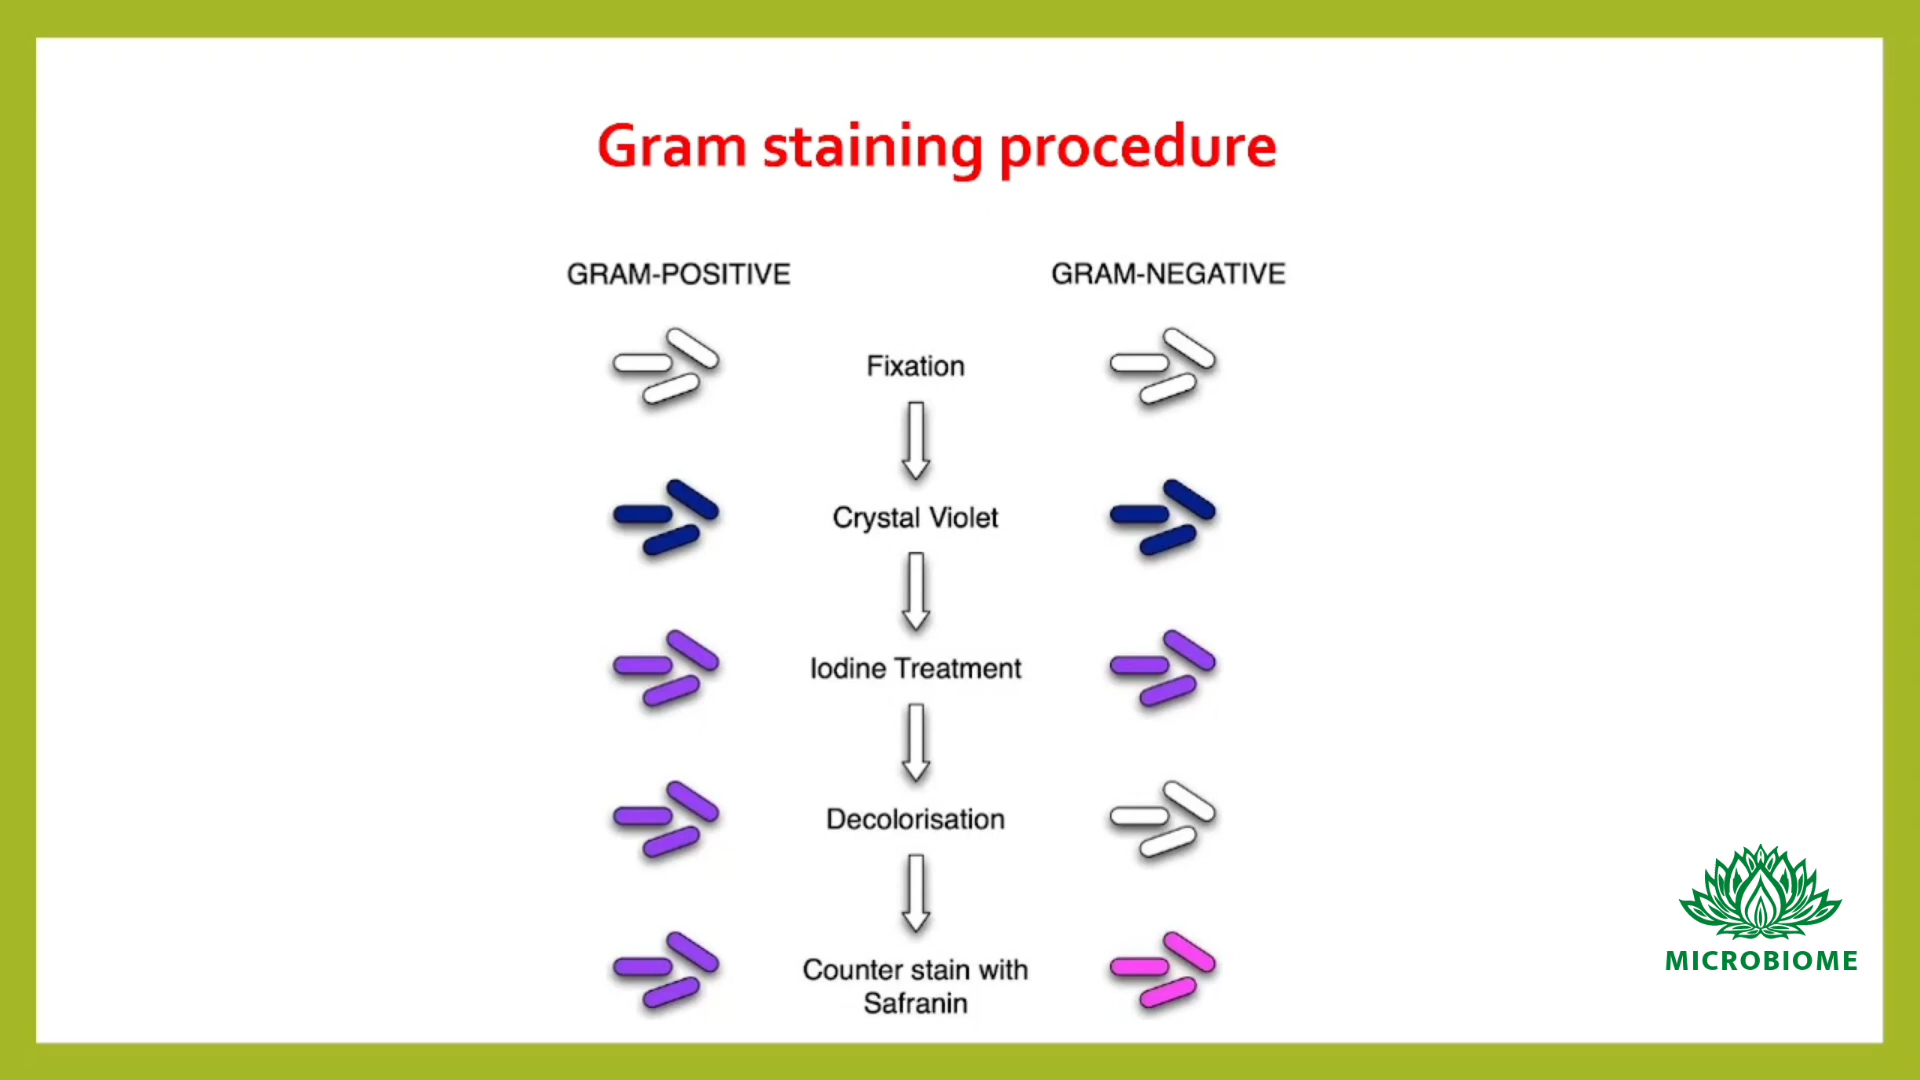 Gram staining procedure
GRAM-POSITIVE
GRAM-NEGATIVE
Fixation
Crystal Violet
Iodine Treatment
Decolorisation
Counter stain with
Safranin
MICROBIOME